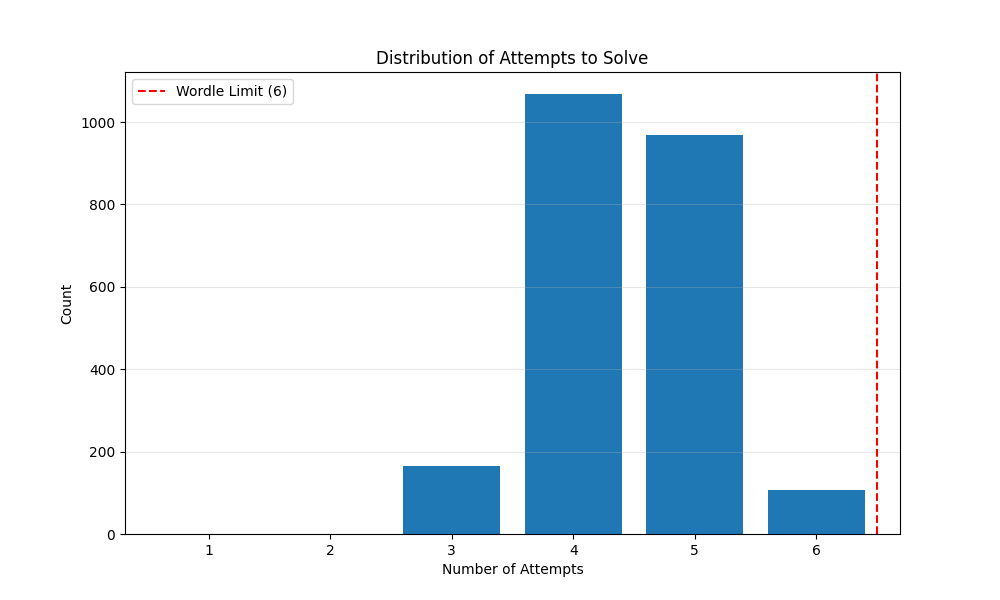 Distribution of Attempts to Solve
Wordle Limit (6)
1000
800
600
400
200
0
Count
1 2 3 4 5 6
Number of Attempts